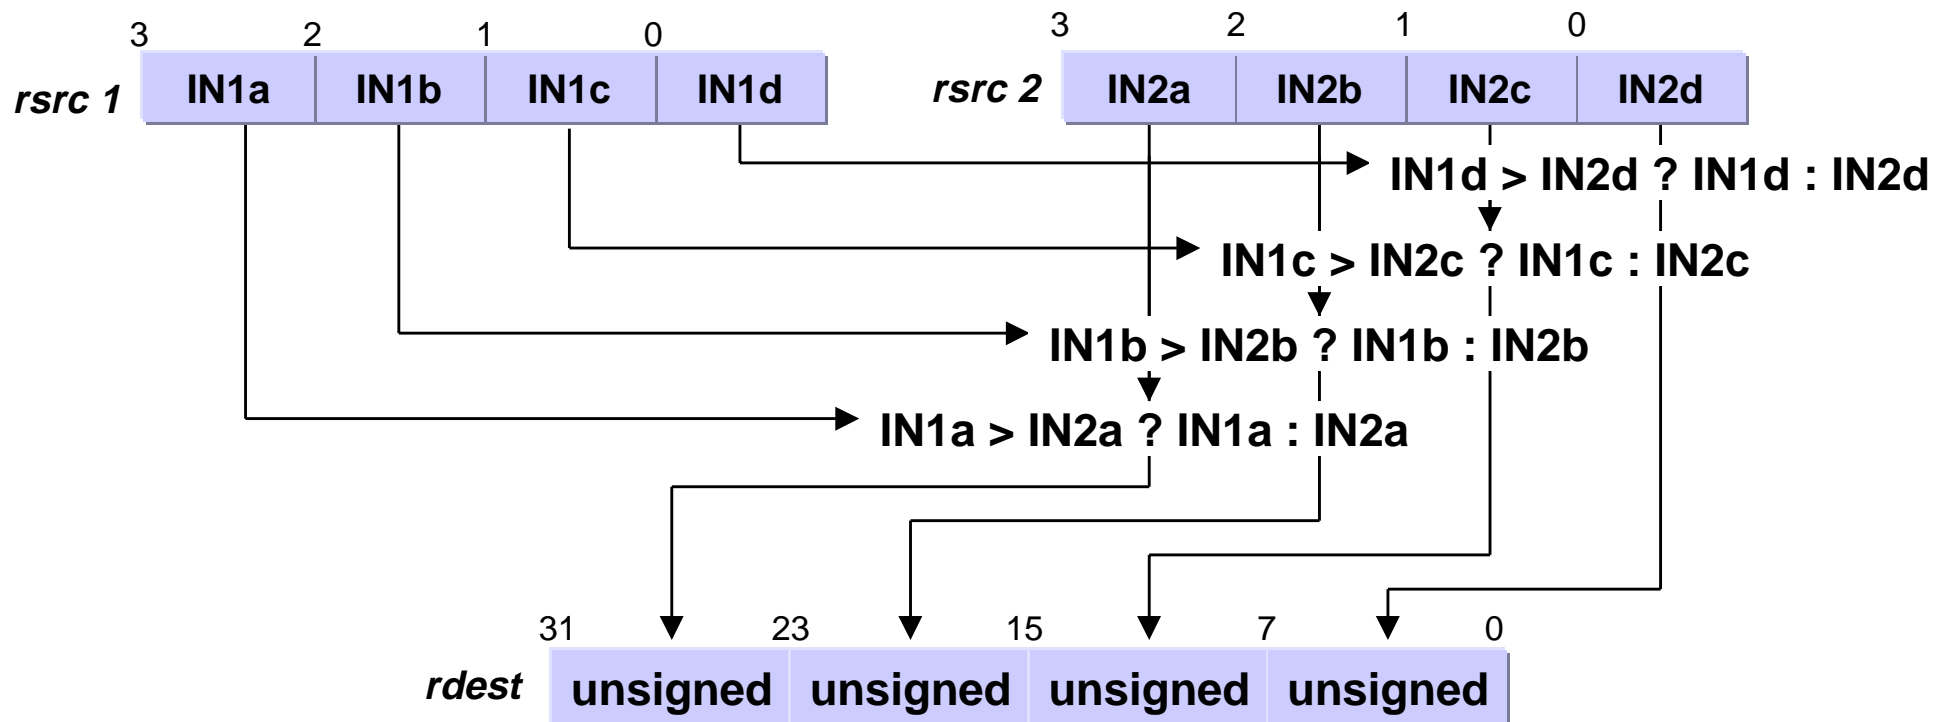 3 2 1 0
rsrc 1 IN1a IN1b IN1c IN1d
3 2 1 0
rsrc 2 IN2a IN2b IN2c IN2d
IN1d > IN2d ? IN1d : IN2d
IN1c > IN2c ? IN1c : IN2c
IN1b > IN2b ? IN1b : IN2b
IN1a > IN2a ? IN1a : IN2a
31 23 15 7 0
rdest unsigned unsigned unsigned unsigned